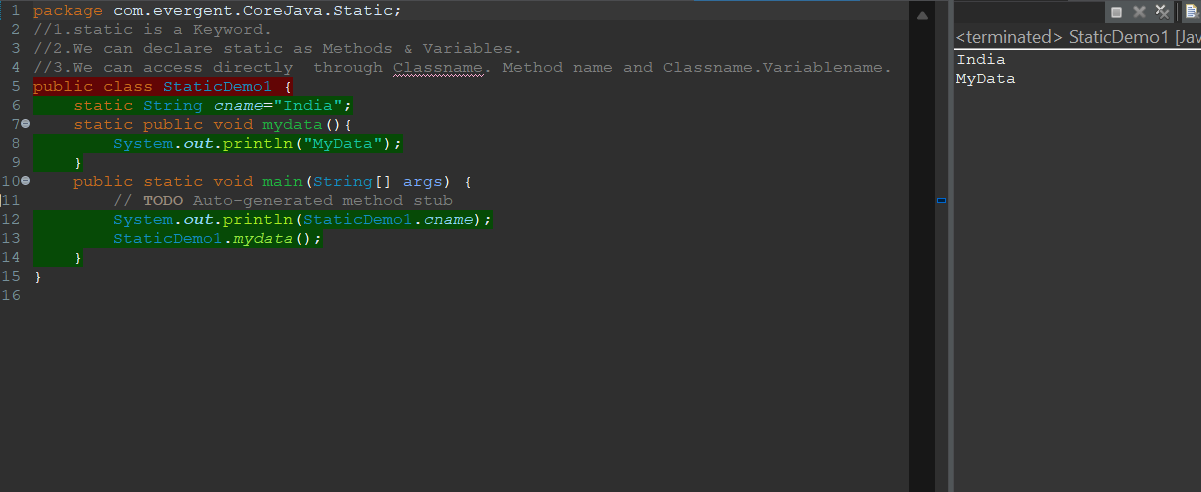 1 package com.evergent.CoreJava.Static;
2 //1.static is a Keyword.
3 //2.We can declare static as Methods & Variables.
4 //3.We can access directly  through Classname. Method name and Classname.Variablename.
5 public class StaticDemo1 {
6     static String cname="India";
7     static public void mydata(){
8         System.out.println("MyData");
9     }
10     public static void main(String[] args) {
11         // TODO Auto-generated method stub
12         System.out.println(StaticDemo1.cname);
13         StaticDemo1.mydata();
14     }
15 }
16
<terminated> StaticDemo1 [Jav
India
MyData